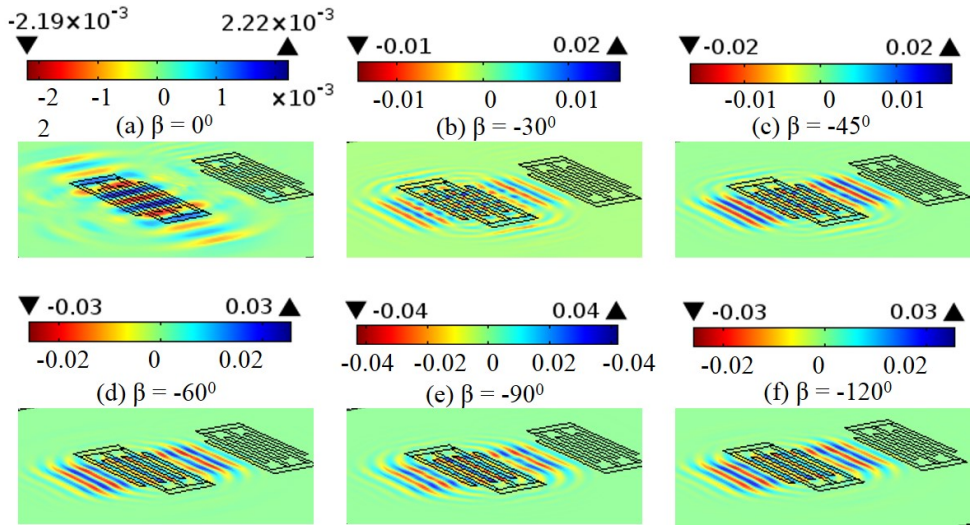 -2.19×10⁻³ 2.22×10⁻³
-2 -1 0 1 ×10⁻³
2
(a) β = 0⁰
-0.01 0.02
-0.01 0 0.01
(b) β = -30⁰
-0.02 0.02
-0.01 0 0.01
(c) β = -45⁰
-0.03 0.03
-0.02 0 0.02
(d) β = -60⁰
-0.04 0.04
-0.04 -0.02 0 0.02 -0.04
(e) β = -90⁰
-0.03 0.03
-0.02 0 0.02
(f) β = -120⁰